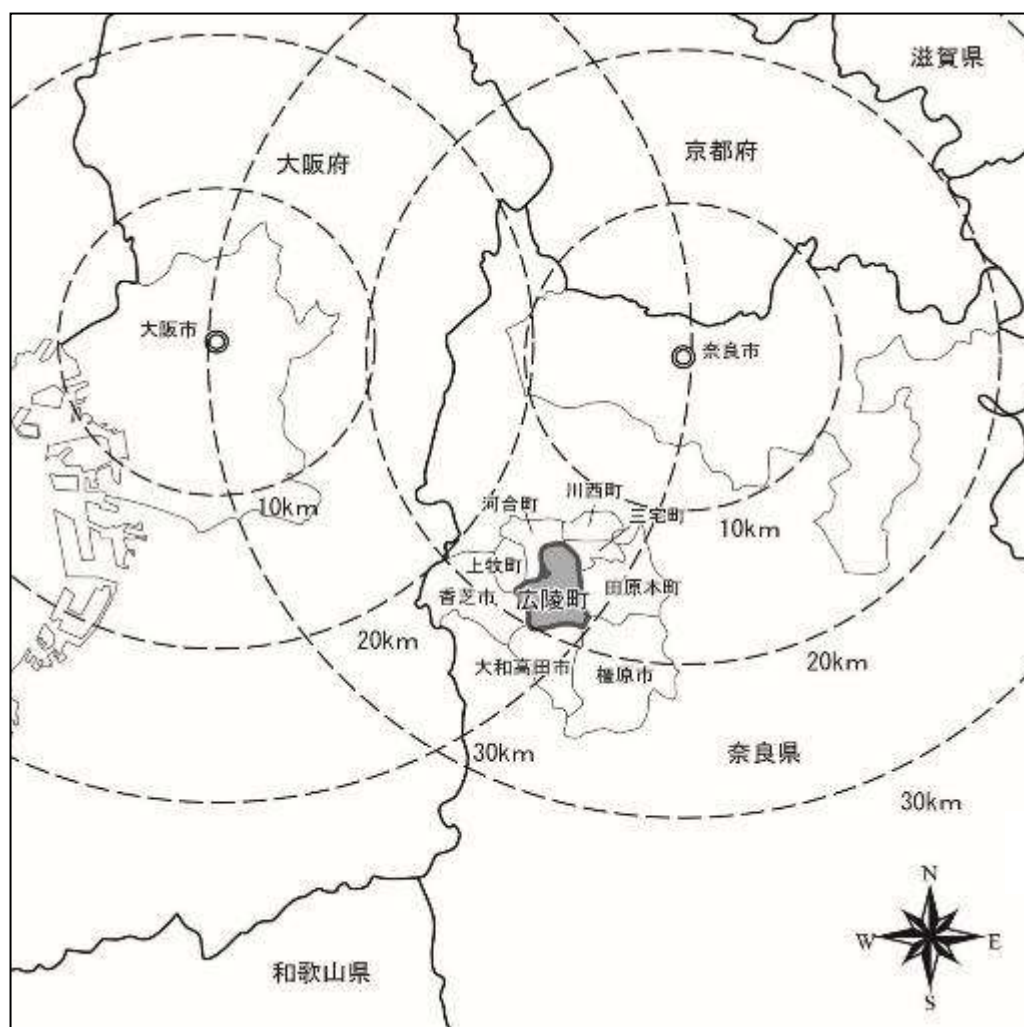 滋賀県
大阪府
京都府
大阪市
奈良市
10km
10km
河合町
川西町
三宅町
上牧町
香芝市
広陵町
田原本町
20km
20km
大和高田市
橿原市
30km
奈良県
30km
和歌山県
N
W
E
S